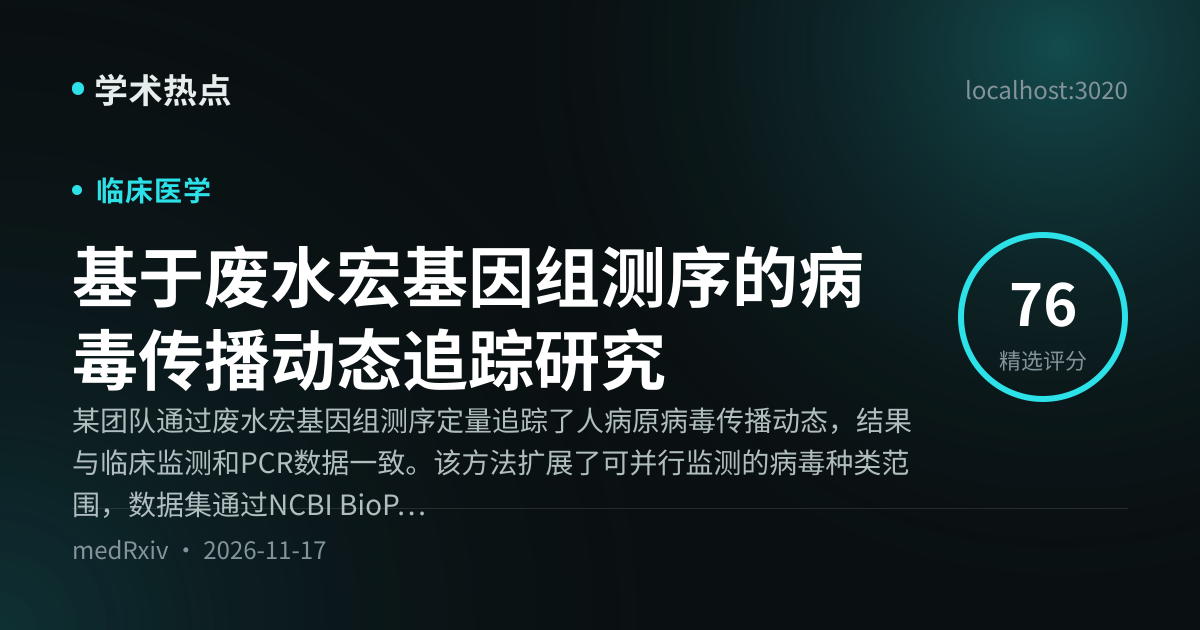 学术热点
localhost:3020
临床医学
基于废水宏基因组测序的病
毒传播动态追踪研究
76
精选评分
某团队通过废水宏基因组测序定量追踪了人病原病毒传播动态，结果
与临床监测和PCR数据一致。该方法扩展了可并行监测的病毒种类范
围，数据集通过NCBI BioP…
medRxiv · 2026-11-17